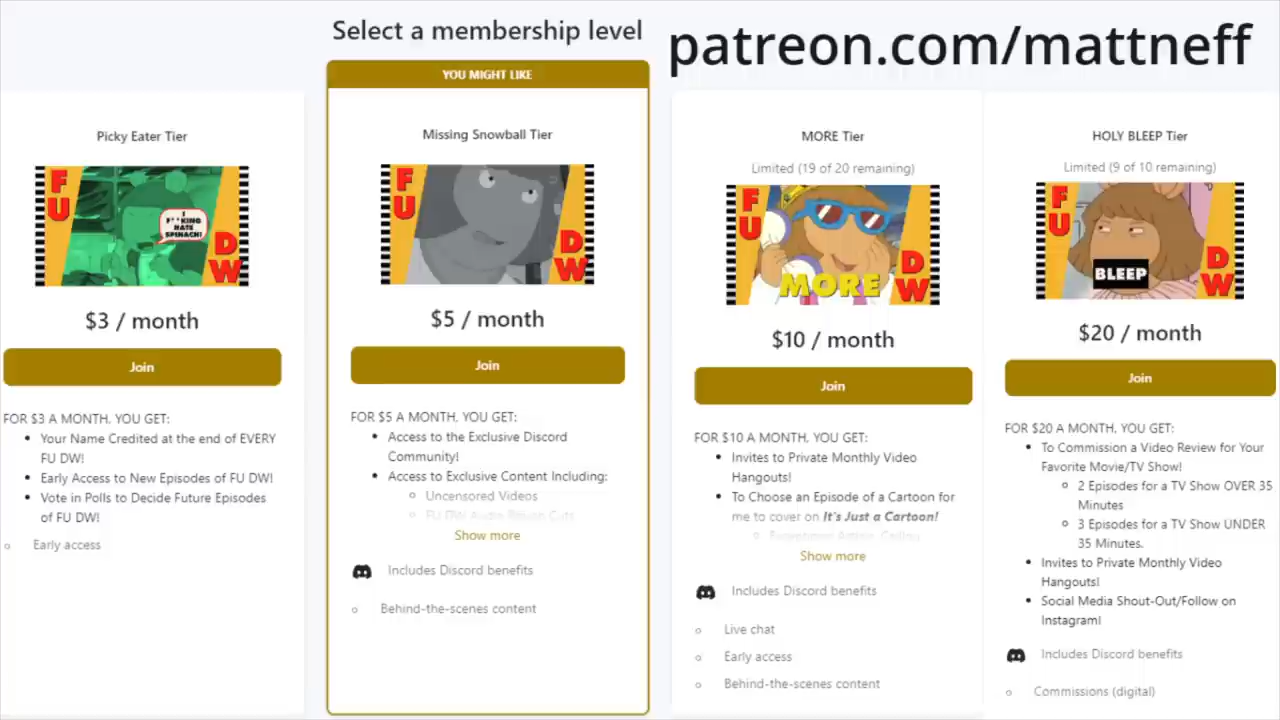 Select a membership level
patreon.com/mattneff
YOU MIGHT LIKE
Picky Eater Tier
FU
I F**KING HATE SPINACH!
DW
$3 / month
Join
FOR $3 A MONTH, YOU GET:
Your Name Credited at the end of EVERY
FU DW!
Early Access to New Episodes of FU DW!
Vote in Polls to Decide Future Episodes
of FU DW!
Early access
Missing Snowball Tier
FU
DW
$5 / month
Join
FOR $5 A MONTH, YOU GET:
Access to the Exclusive Discord
Community!
Access to Exclusive Content Including:
Uncensored Videos
FU DW Audio
Show more
Includes Discord benefits
Behind-the-scenes content
MORE Tier
Limited (19 of 20 remaining)
FU
MORE
DW
$10 / month
Join
FOR $10 A MONTH, YOU GET:
Invites to Private Monthly Video
Hangouts!
To Choose an Episode of a Cartoon for
me to cover on It's Just a Cartoon!
Show more
Includes Discord benefits
Live chat
Early access
Behind-the-scenes content
HOLY BLEEP Tier
Limited (9 of 10 remaining)
FU
BLEEP
DW
$20 / month
Join
FOR $20 A MONTH, YOU GET:
To Commission a Video Review for Your
Favorite Movie/TV Show!
2 Episodes for a TV Show OVER 35
Minutes
3 Episodes for a TV Show UNDER
35 Minutes.
Invites to Private Monthly Video
Hangouts!
Social Media Shout-Out/Follow on
Instagram!
Includes Discord benefits
Commissions (digital)